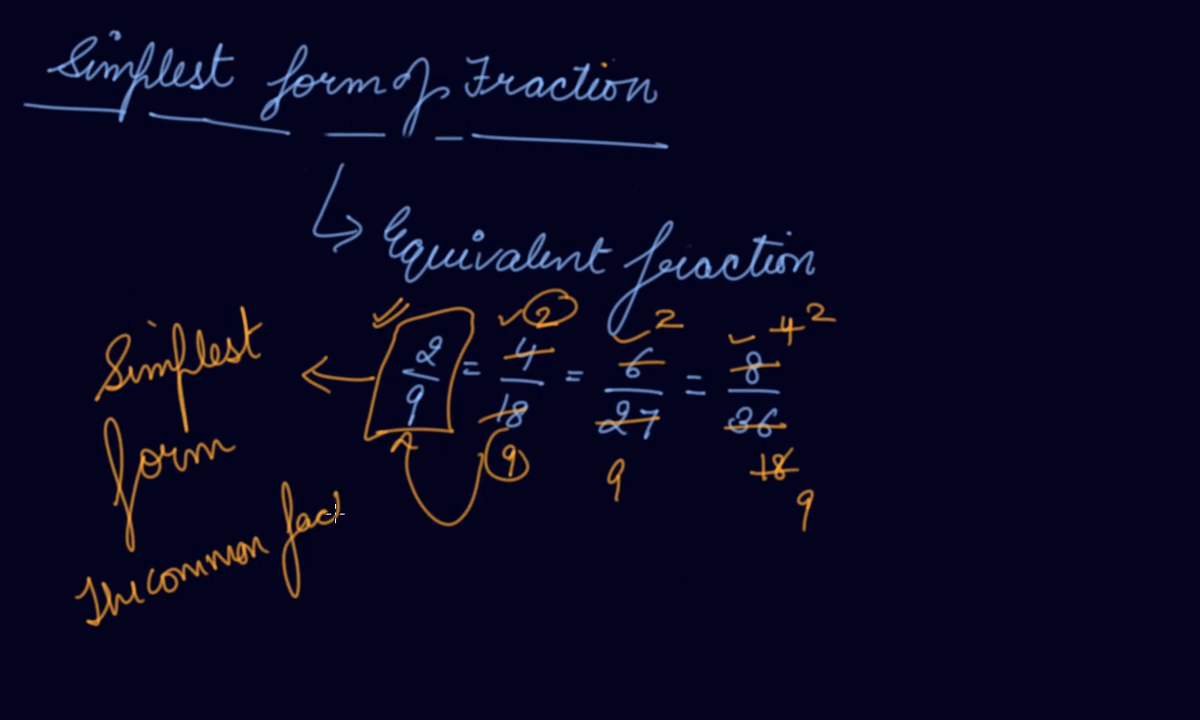 Simplest form of Fraction
Equivalent fraction
2 2 4 2
2/9 = 4/18 = 6/27 = 8/36
9 9 18 9
Simplest
form
The common fact